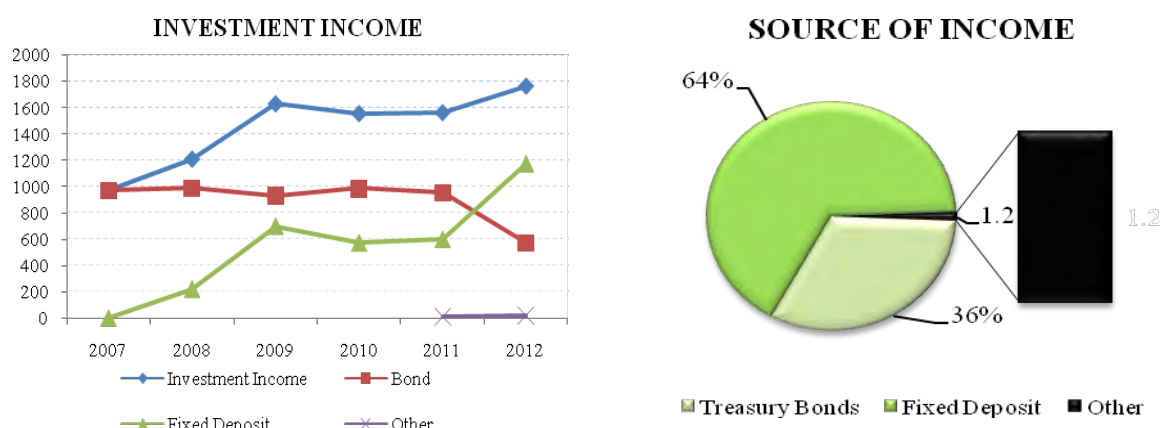 INVESTMENT INCOME
2000
1800
1600
1400
1200
1000
800
600
400
200
0
2007 2008 2009 2010 2011 2012
Investment Income Bond
Fixed Deposit Other
SOURCE OF INCOME
64%
1.2
1.2
36%
Treasury Bonds Fixed Deposit Other